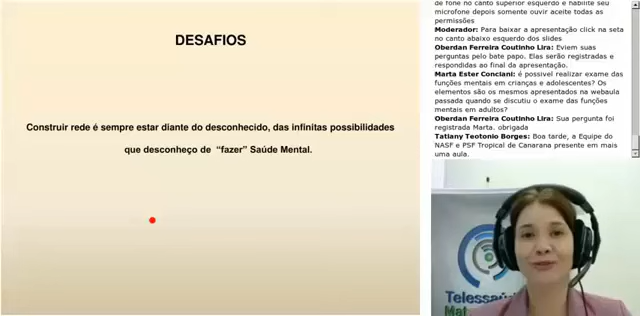 DESAFIOS
Construir rede é sempre estar diante do desconhecido, das infinitas possibilidades
que desconheço de “fazer” Saúde Mental.
de fone no canto superior esquerdo e habilite seu
microfone depois somente ouvir aceite todas as
permissões
Moderador: Para baixar a apresentação click na seta
no canto abaixo esquerdo dos slides
Oberdan Ferreira Coutinho Lira: Eviem suas
perguntas pelo bate papo. Elas serão registradas e
respondidas ao final da apresentação.
Marta Ester Conciani: é possivel realizar exame das
funções mentais em crianças e adolescentes? Os
elementos são os mesmos apresentados na webaula
passada quando se discutiu o exame das funções
mentais em adultos?
Oberdan Ferreira Coutinho Lira: Sua pergunta foi
registrada Marta. obrigada
Tatiany Teotonio Borges: Boa tarde, a Equipe do
NASF e PSF Tropical de Canarana presente em mais
uma aula.
Telessaú
Mat